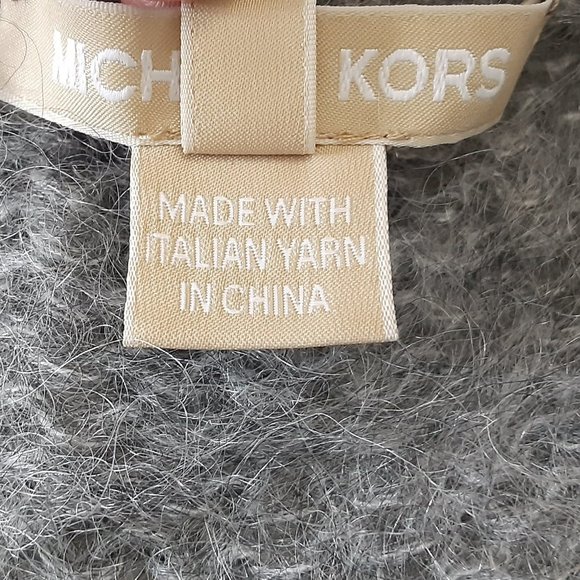 MICH KORS
MADE WITH
ITALIAN YARN
IN CHINA